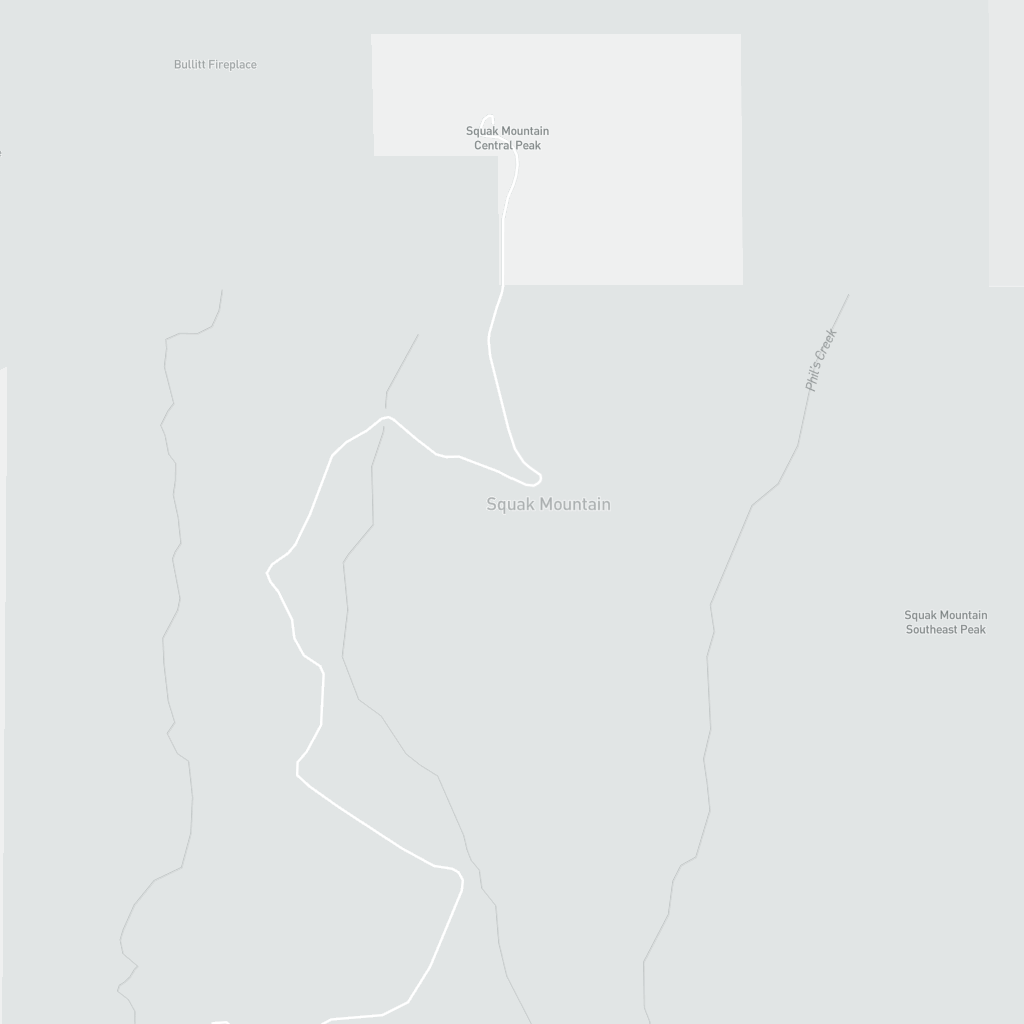 Bullitt Fireplace
Squak Mountain
Central Peak
Phil's Creek
Squak Mountain
Squak Mountain
Southeast Peak